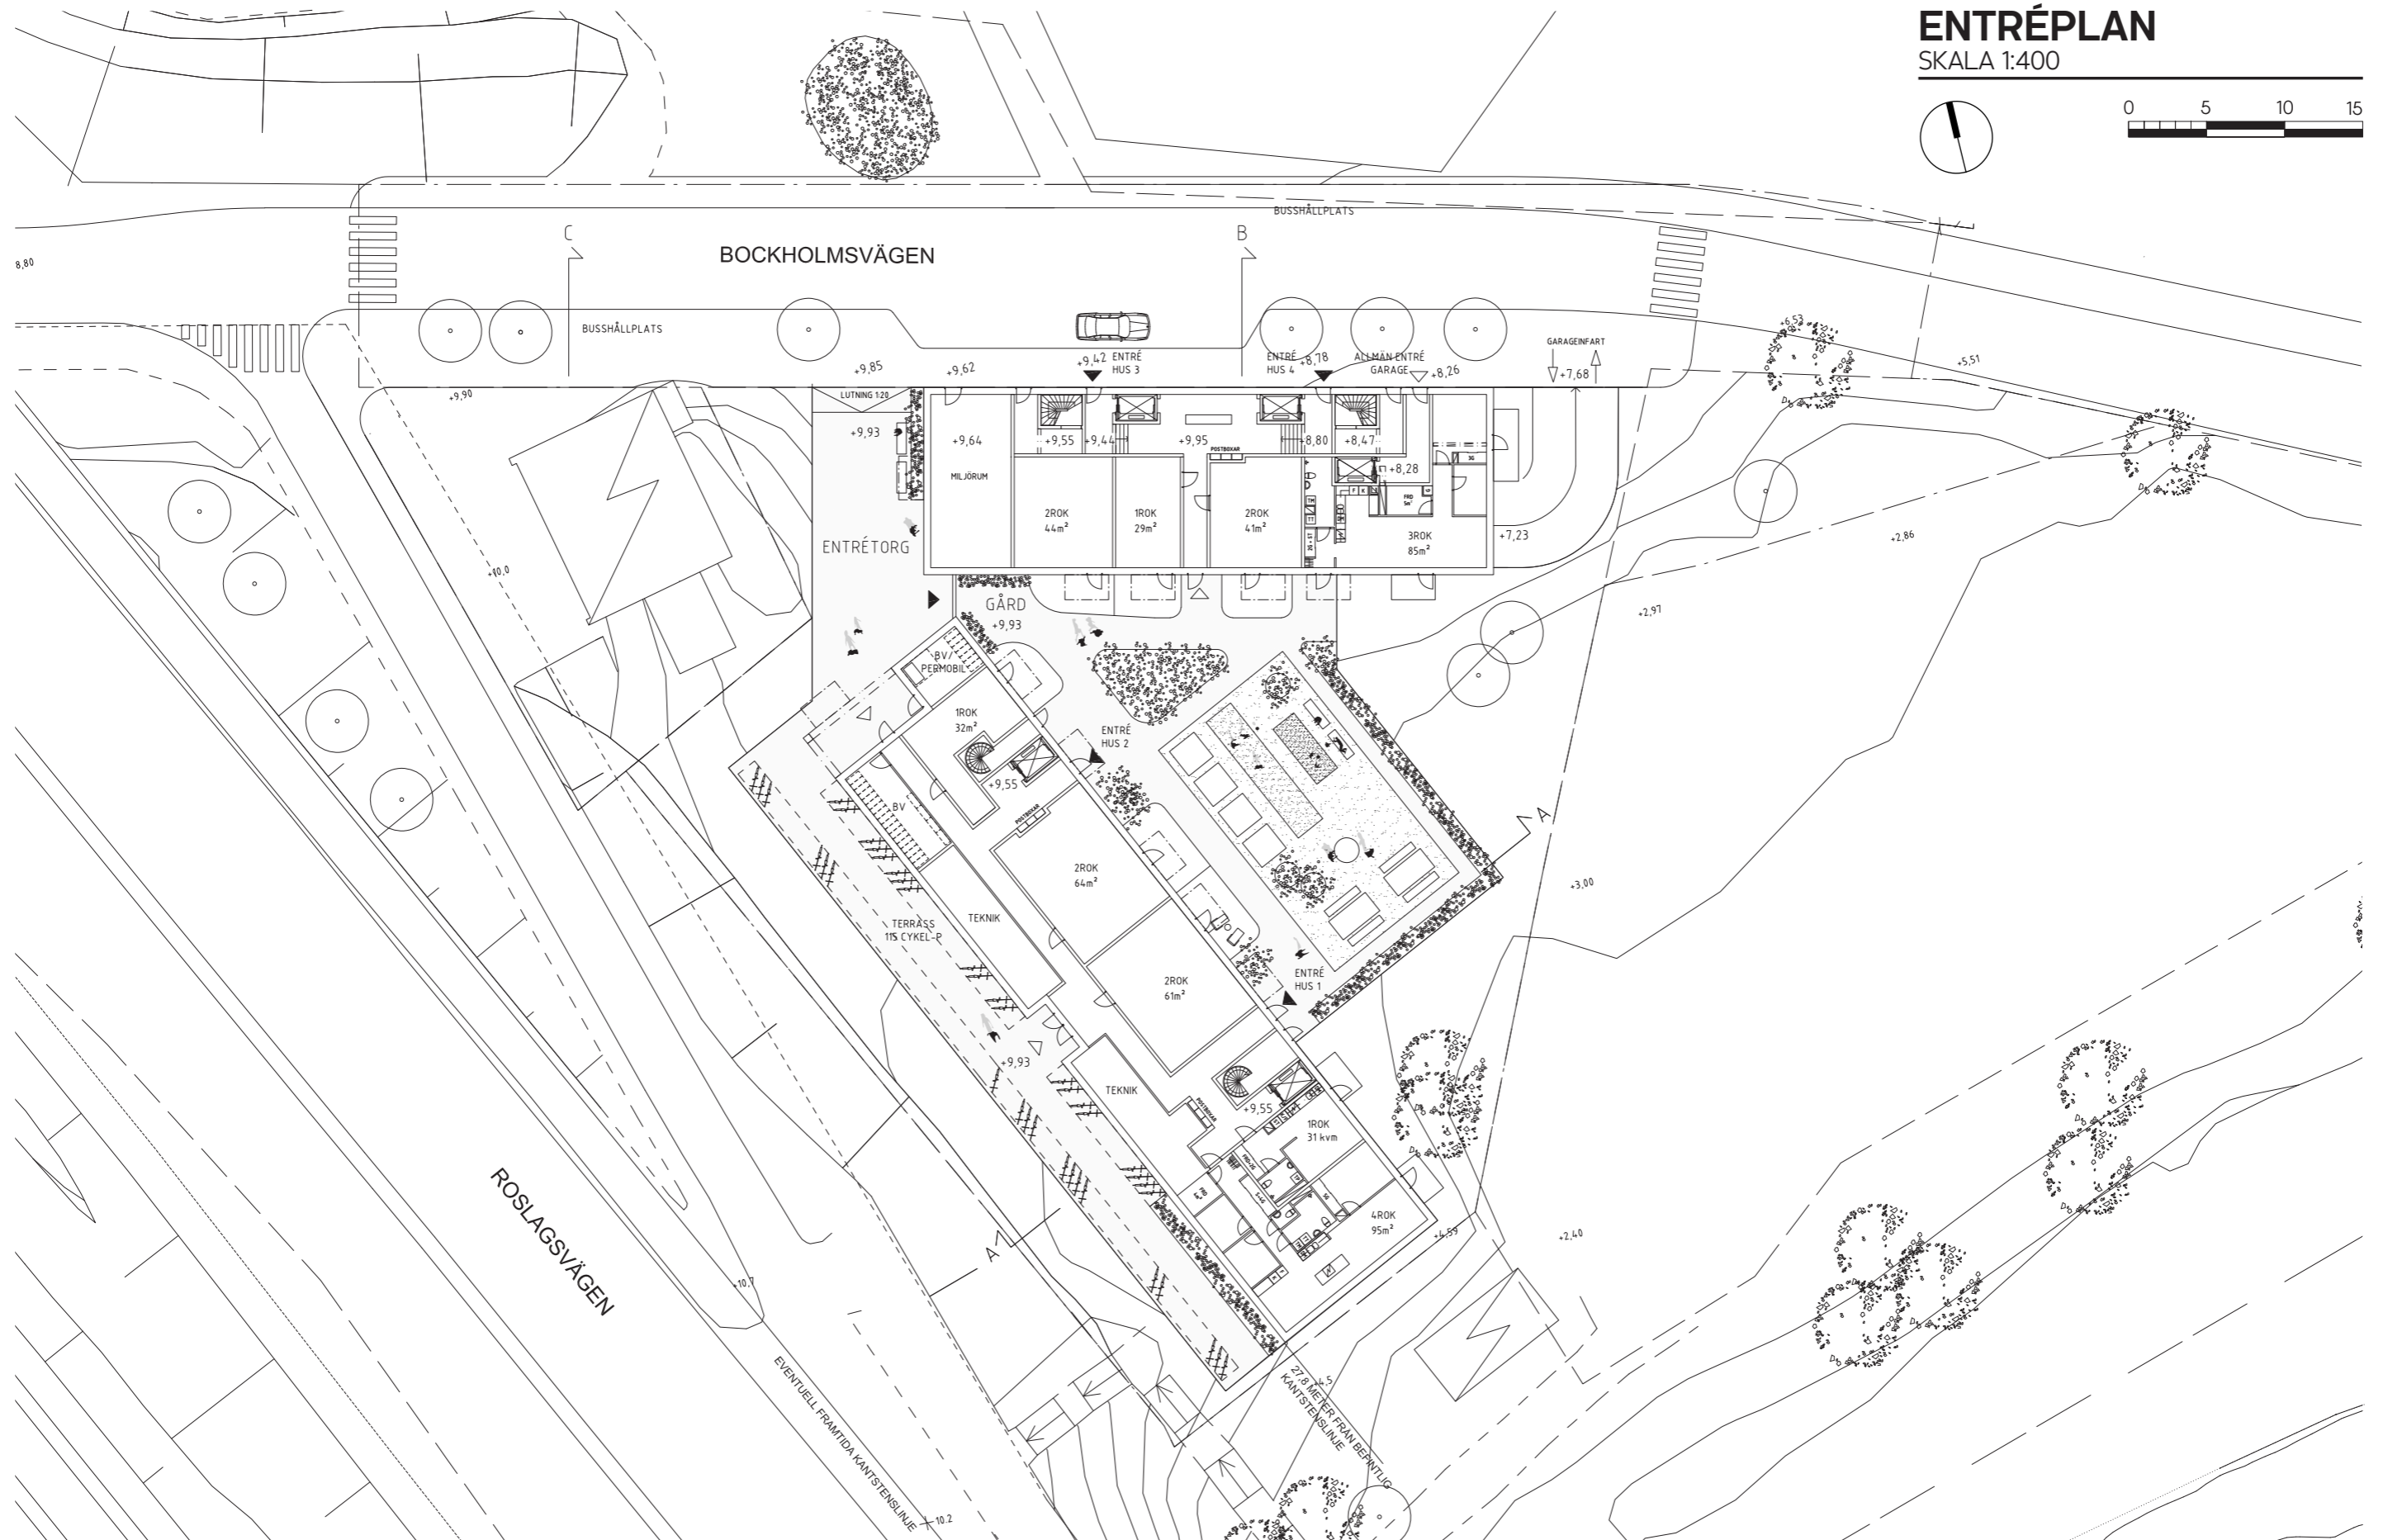 ENTRÉPLAN
SKALA 1:400
0 5 10 15
BUSSHÅLLPLATS
C
B
BOCKHOLMSVÄGEN
8,80
BUSSHÅLLPLATS
+6,53
+5,51
GARAGEINFART
+9,85
+9,62
+9,42
ENTRÉ
HUS 3
ENTRÉ
HUS 4
+8,78
ALLMÄN ENTRÉ
GARAGE
+8,26
+7,68
+9,90
LUTNING 1:20
+9,93
+9,64
+9,55
+9,44
+9,95
+8,80
+8,47
POSTBOXAR
+8,28
MILJÖRUM
2ROK
44m²
1ROK
29m²
2ROK
41m²
FRD
5m²
3ROK
85m²
+7,23
+2,86
ENTRÉTORG
+10,0
GÅRD
+9,93
+2,97
BV/
PERMOBIL
1ROK
32m²
ENTRÉ
HUS 2
+9,55
BV
POSTBOXAR
2ROK
64m²
A
TEKNIK
TERRASS
115 CYKEL-P
+3,00
2ROK
61m²
ENTRÉ
HUS 1
+9,93
TEKNIK
POSTBOXAR
+9,55
1ROK
31 kvm
4ROK
95m²
+4,59
+2,40
A
ROSLAGSVÄGEN
+10,7
EVENTUELL FRAMTIDA KANTSTENSLINJE
+4,5
27,8 METER FRÅN BEFINTLIG
KANTSTENSLINJE
10.2